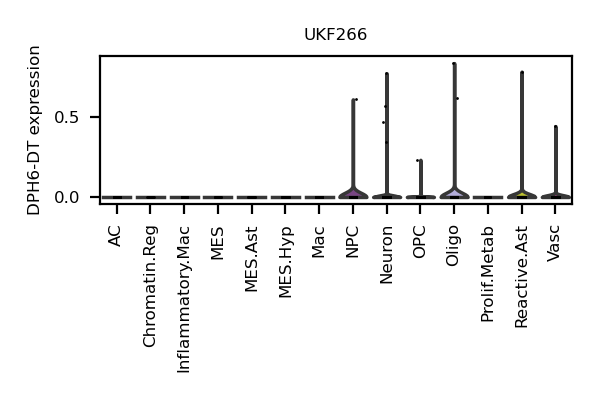 UKF266
DPH6-DT expression
0.5
0.0
AC
Chromatin.Reg
Inflammatory.Mac
MES
MES.Ast
MES.Hyp
Mac
NPC
Neuron
OPC
Oligo
Prolif.Metab
Reactive.Ast
Vasc